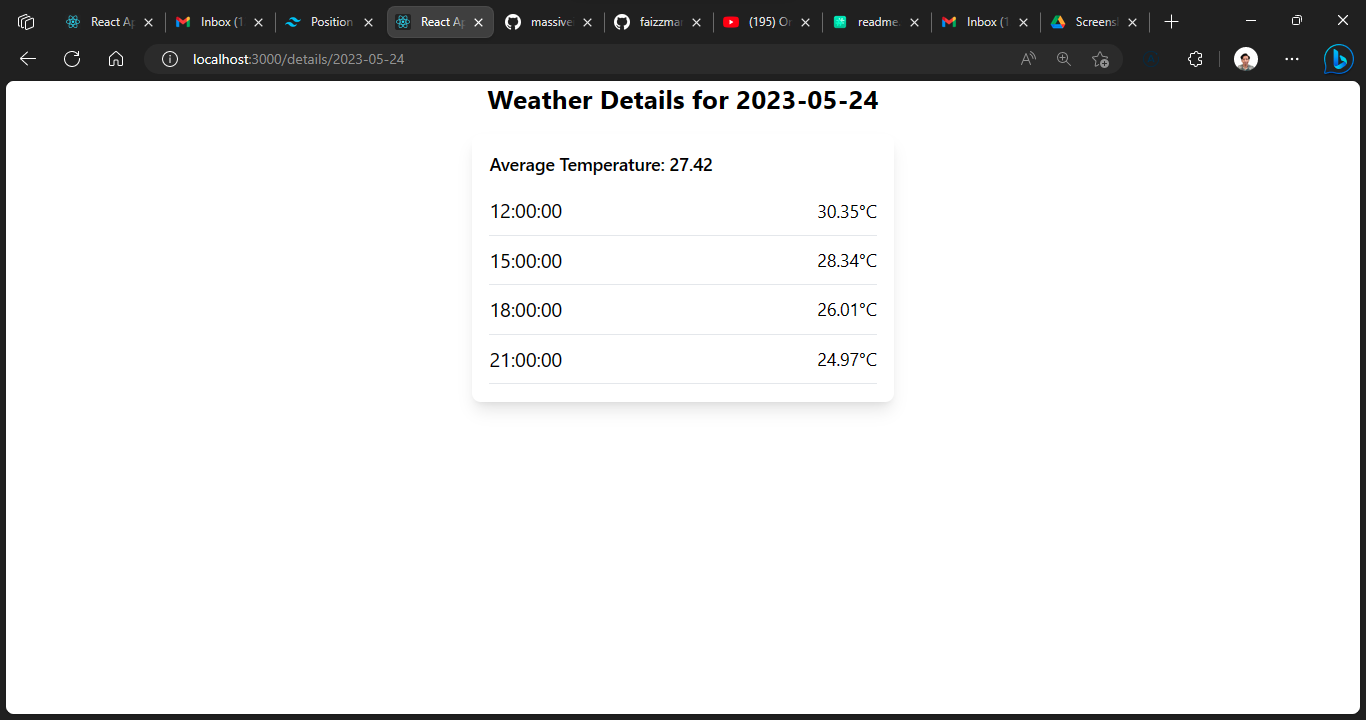 React Ap
Inbox (1
Position
React Ap
massive
faizzmar
(195) Or
readme.
Inbox (1
Screens
localhost:3000/details/2023-05-24
Weather Details for 2023-05-24
Average Temperature: 27.42
12:00:00 30.35°C
15:00:00 28.34°C
18:00:00 26.01°C
21:00:00 24.97°C